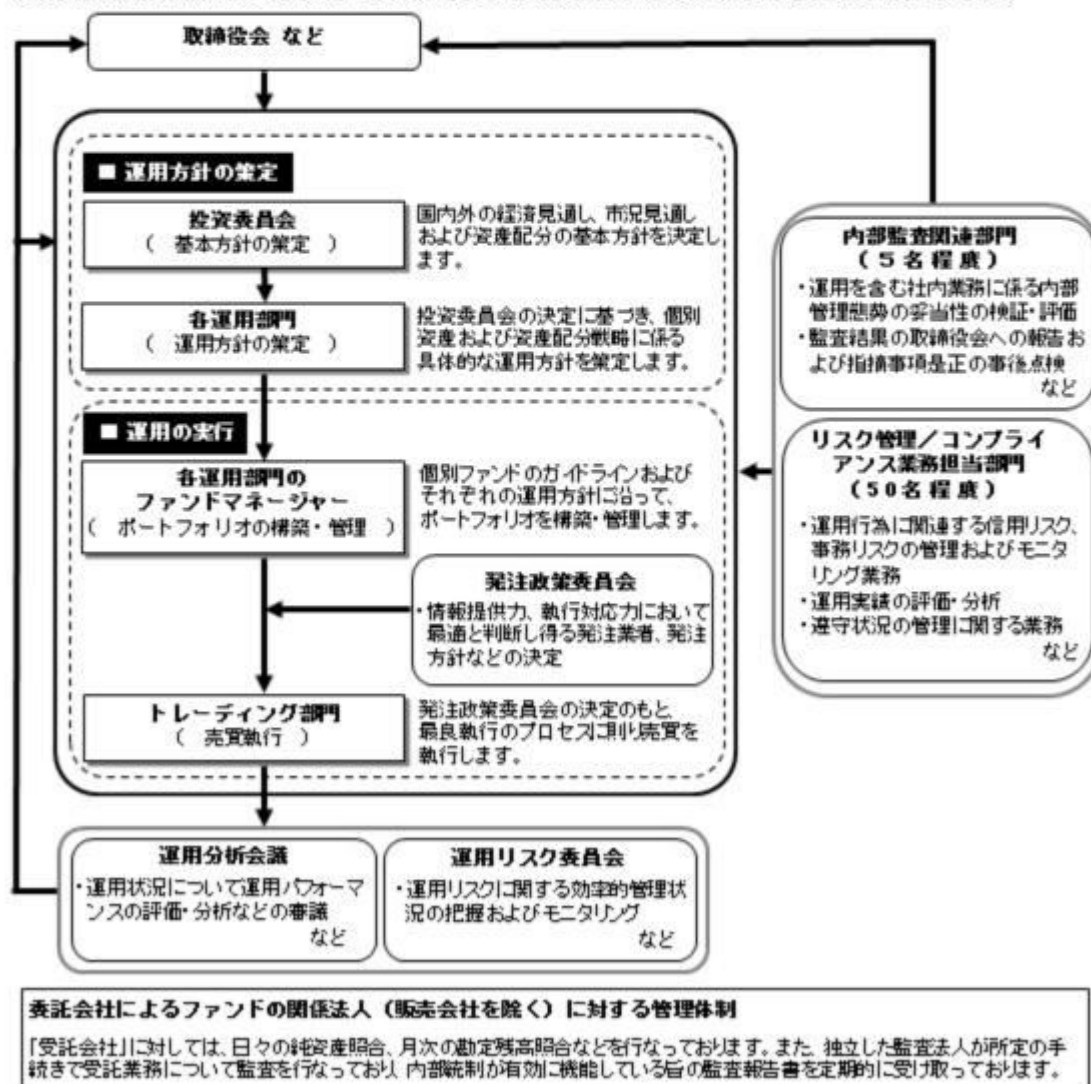 取締役会 など
■ 運用方針の策定
投資委員会
( 基本方針の策定 )
国内外の経済見通し、市況見通し
および資産配分の基本方針を決定し
ます。
各運用部門
( 運用方針の策定 )
投資委員会の決定に基づき、個別
資産および資産配分戦略に係る
具体的な運用方針を策定します。
■ 運用の実行
各運用部門の
ファンドマネージャー
( ポートフォリオの構築・管理 )
個別ファンドのガイドラインおよび
それぞれの運用方針に沿って、
ポートフォリオを構築・管理します。
発注政策委員会
・情報提供力、執行対応力において
最適と判断し得る発注業者、発注
方針などの決定
トレーディング部門
( 売買執行 )
発注政策委員会の決定のもと、
最良執行のプロセスに則り売買を
執行します。
内部監査関連部門
(5名程度)
・運用を含む社内業務に係る内部
管理態勢の妥当性の検証・評価
・監査結果の取締役会への報告お
よび指摘事項是正の事後点検
など
リスク管理/コンプライ
アンス業務担当部門
(50名程度)
・運用行為に関連する信用リスク、
事務リスクの管理およびモニタ
リング業務
・運用実績の評価・分析
・遵守状況の管理に関する業務
など
運用分析会議
・運用状況について運用パフォーマ
ンスの評価・分析などの審議
など
運用リスク委員会
・運用リスクに関する効率的管理状
況の把握およびモニタリング
など
委託会社によるファンドの関係法人(販売会社を除く)に対する管理体制
「受託会社」に対しては、日々の純資産照合、月次の勘定残高照合などを行なっております。また、独立した監査法人が所定の手
続きで受託業務について監査を行なっており、内部統制が有効に機能している旨の監査報告書を定期的に受け取っております。